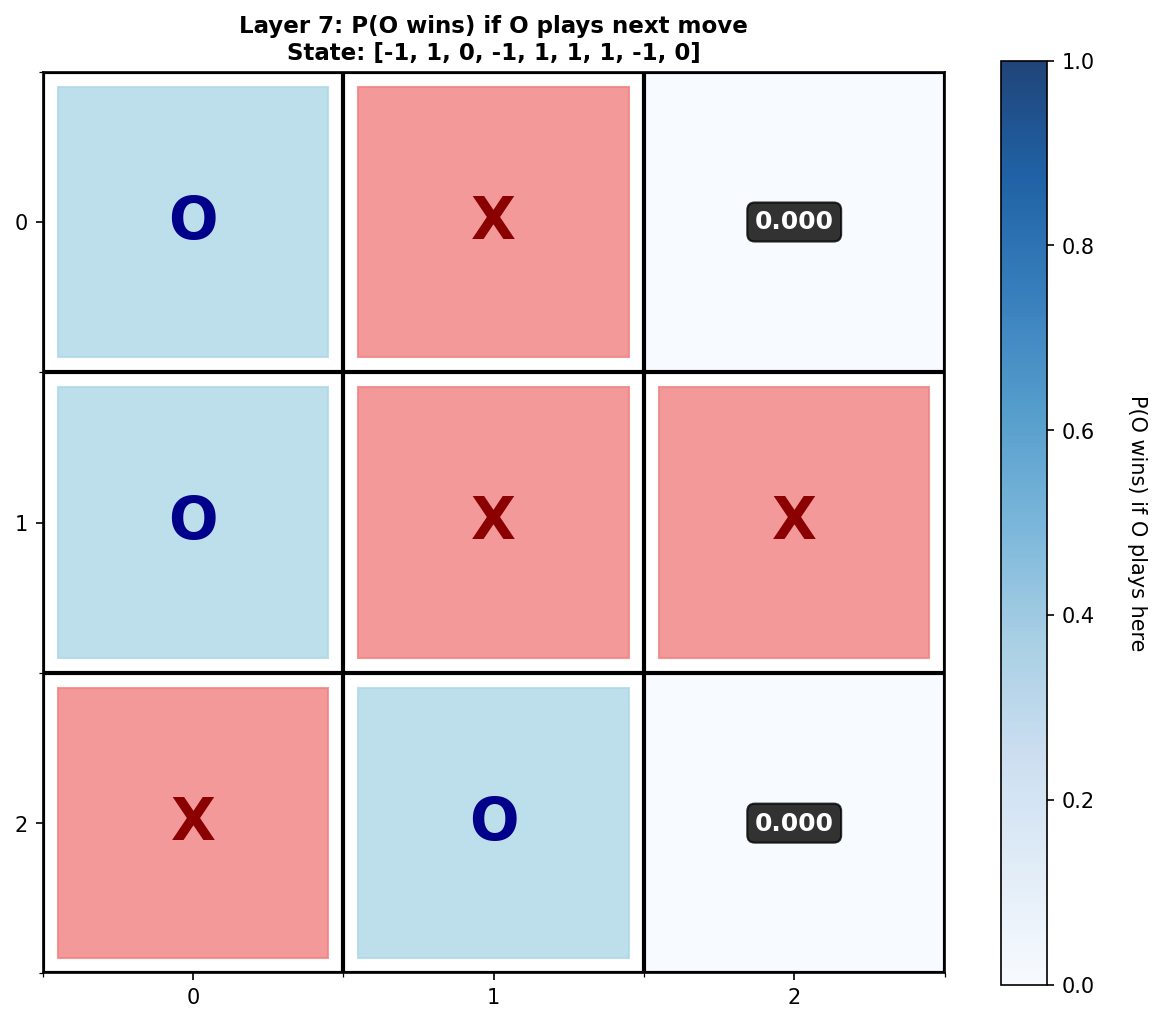 Layer 7: P(O wins) if O plays next move
State: [-1, 1, 0, -1, 1, 1, 1, -1, 0]
0
O
X
0.000
1
O
X
X
2
X
O
0.000
0
1
2
1.0
0.8
0.6
0.4
0.2
0.0
P(O wins) if O plays here